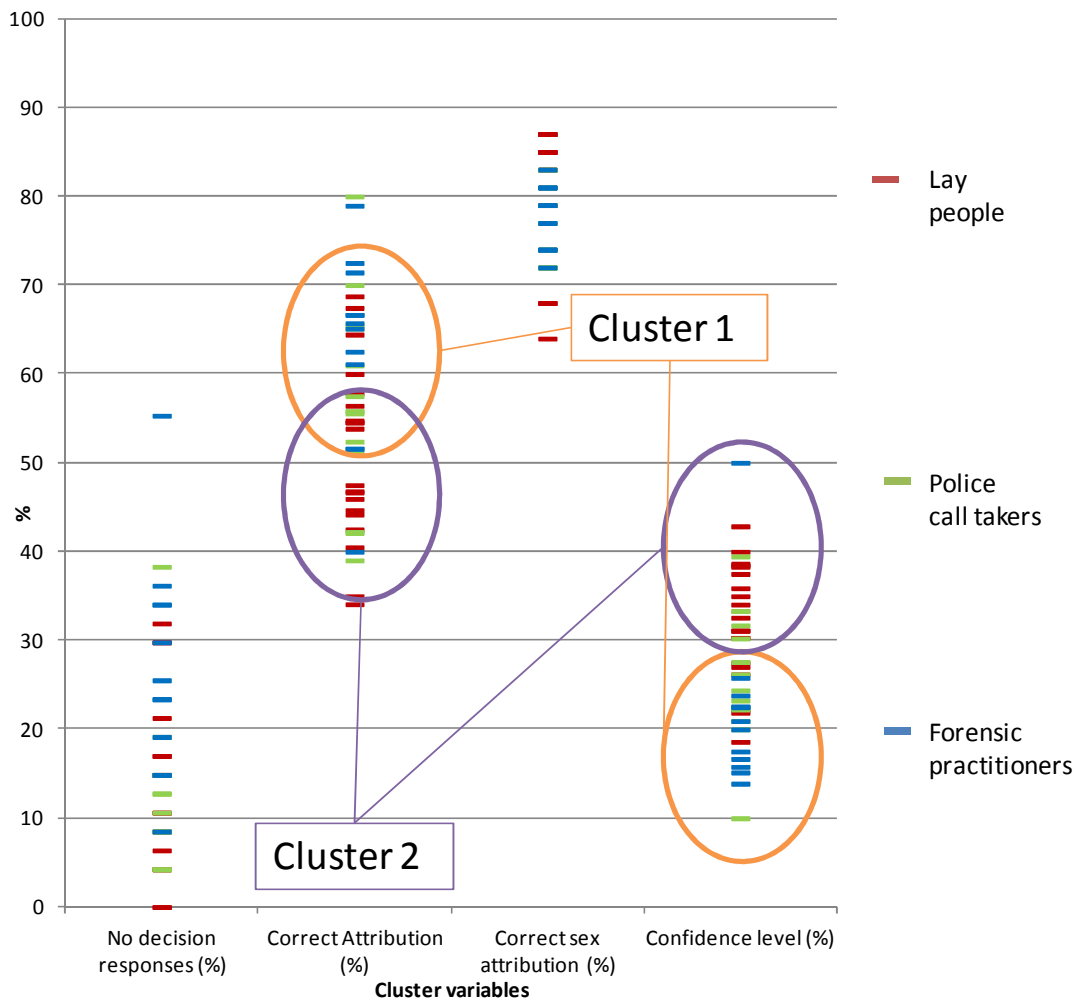 100
90
80
70
60
50
40
30
20
10
0
%
Cluster 1
Cluster 2
Lay
people
Police
call takers
Forensic
practitioners
No decision
responses (%)
Correct Attribution
(%)
Correct sex
attribution (%)
Confidence level (%)
Cluster variables